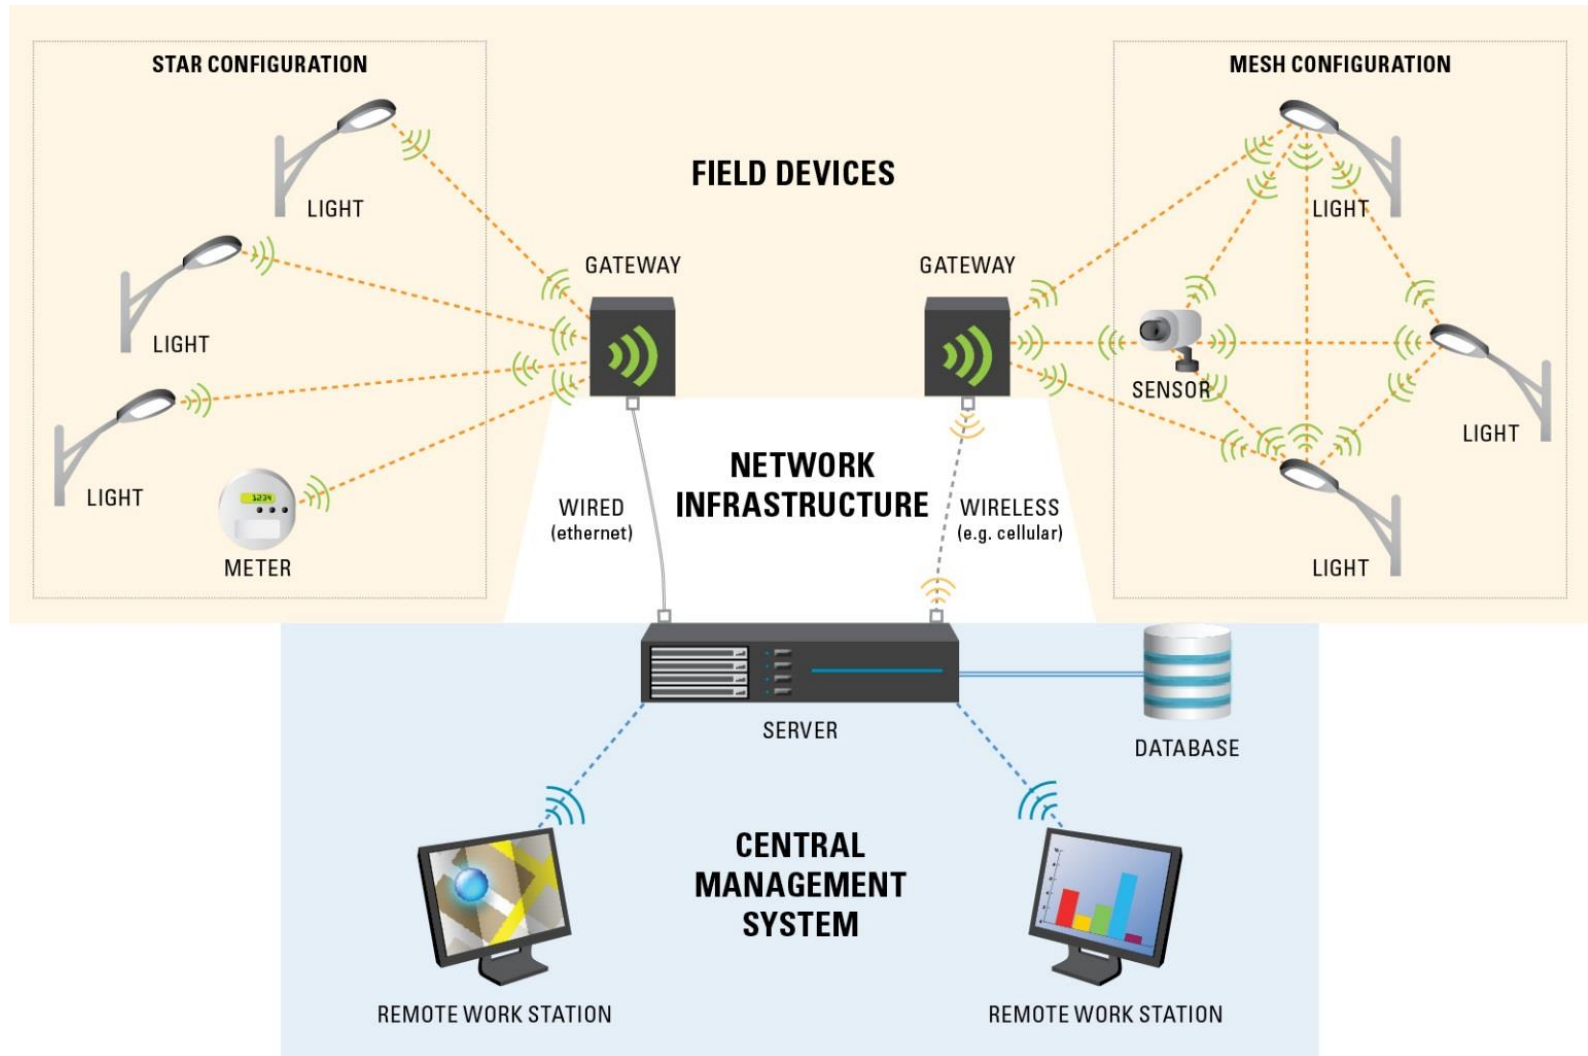 STAR CONFIGURATION
MESH CONFIGURATION
FIELD DEVICES
LIGHT
LIGHT
GATEWAY
GATEWAY
LIGHT
SENSOR
LIGHT
LIGHT
NETWORK
INFRASTRUCTURE
WIRED
(ethernet)
WIRELESS
(e.g. cellular)
1234
METER
LIGHT
SERVER
DATABASE
CENTRAL
MANAGEMENT
SYSTEM
REMOTE WORK STATION
REMOTE WORK STATION